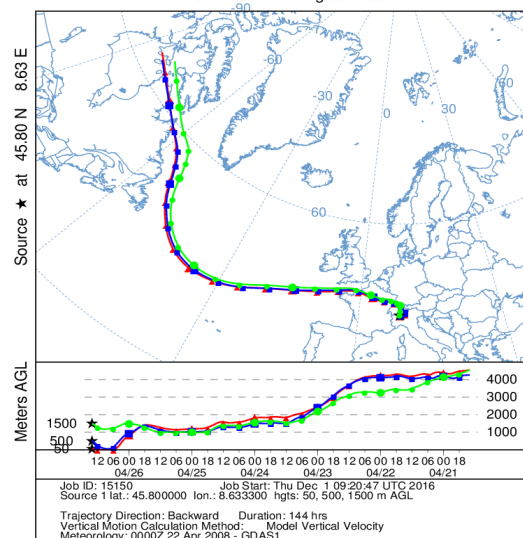 -90
-60
-60
-30
0
30
60
Source ★ at 45.80 N 8.63 E
Meters AGL
1500
500
50
4000
3000
2000
1000
12 06 00 18 12 06 00 18 12 06 00 18 12 06 00 18 12 06 00 18 12 06 00 18
04/26 04/25 04/24 04/23 04/22 04/21
Job ID: 15150 Job Start: Thu Dec 1 09:20:47 UTC 2016
Source 1 lat.: 45.800000 lon.: 8.633300 hgts: 50, 500, 1500 m AGL
Trajectory Direction: Backward Duration: 144 hrs
Vertical Motion Calculation Method: Model Vertical Velocity
Meteorology: 0000Z 22 Apr 2008 - GDAS1